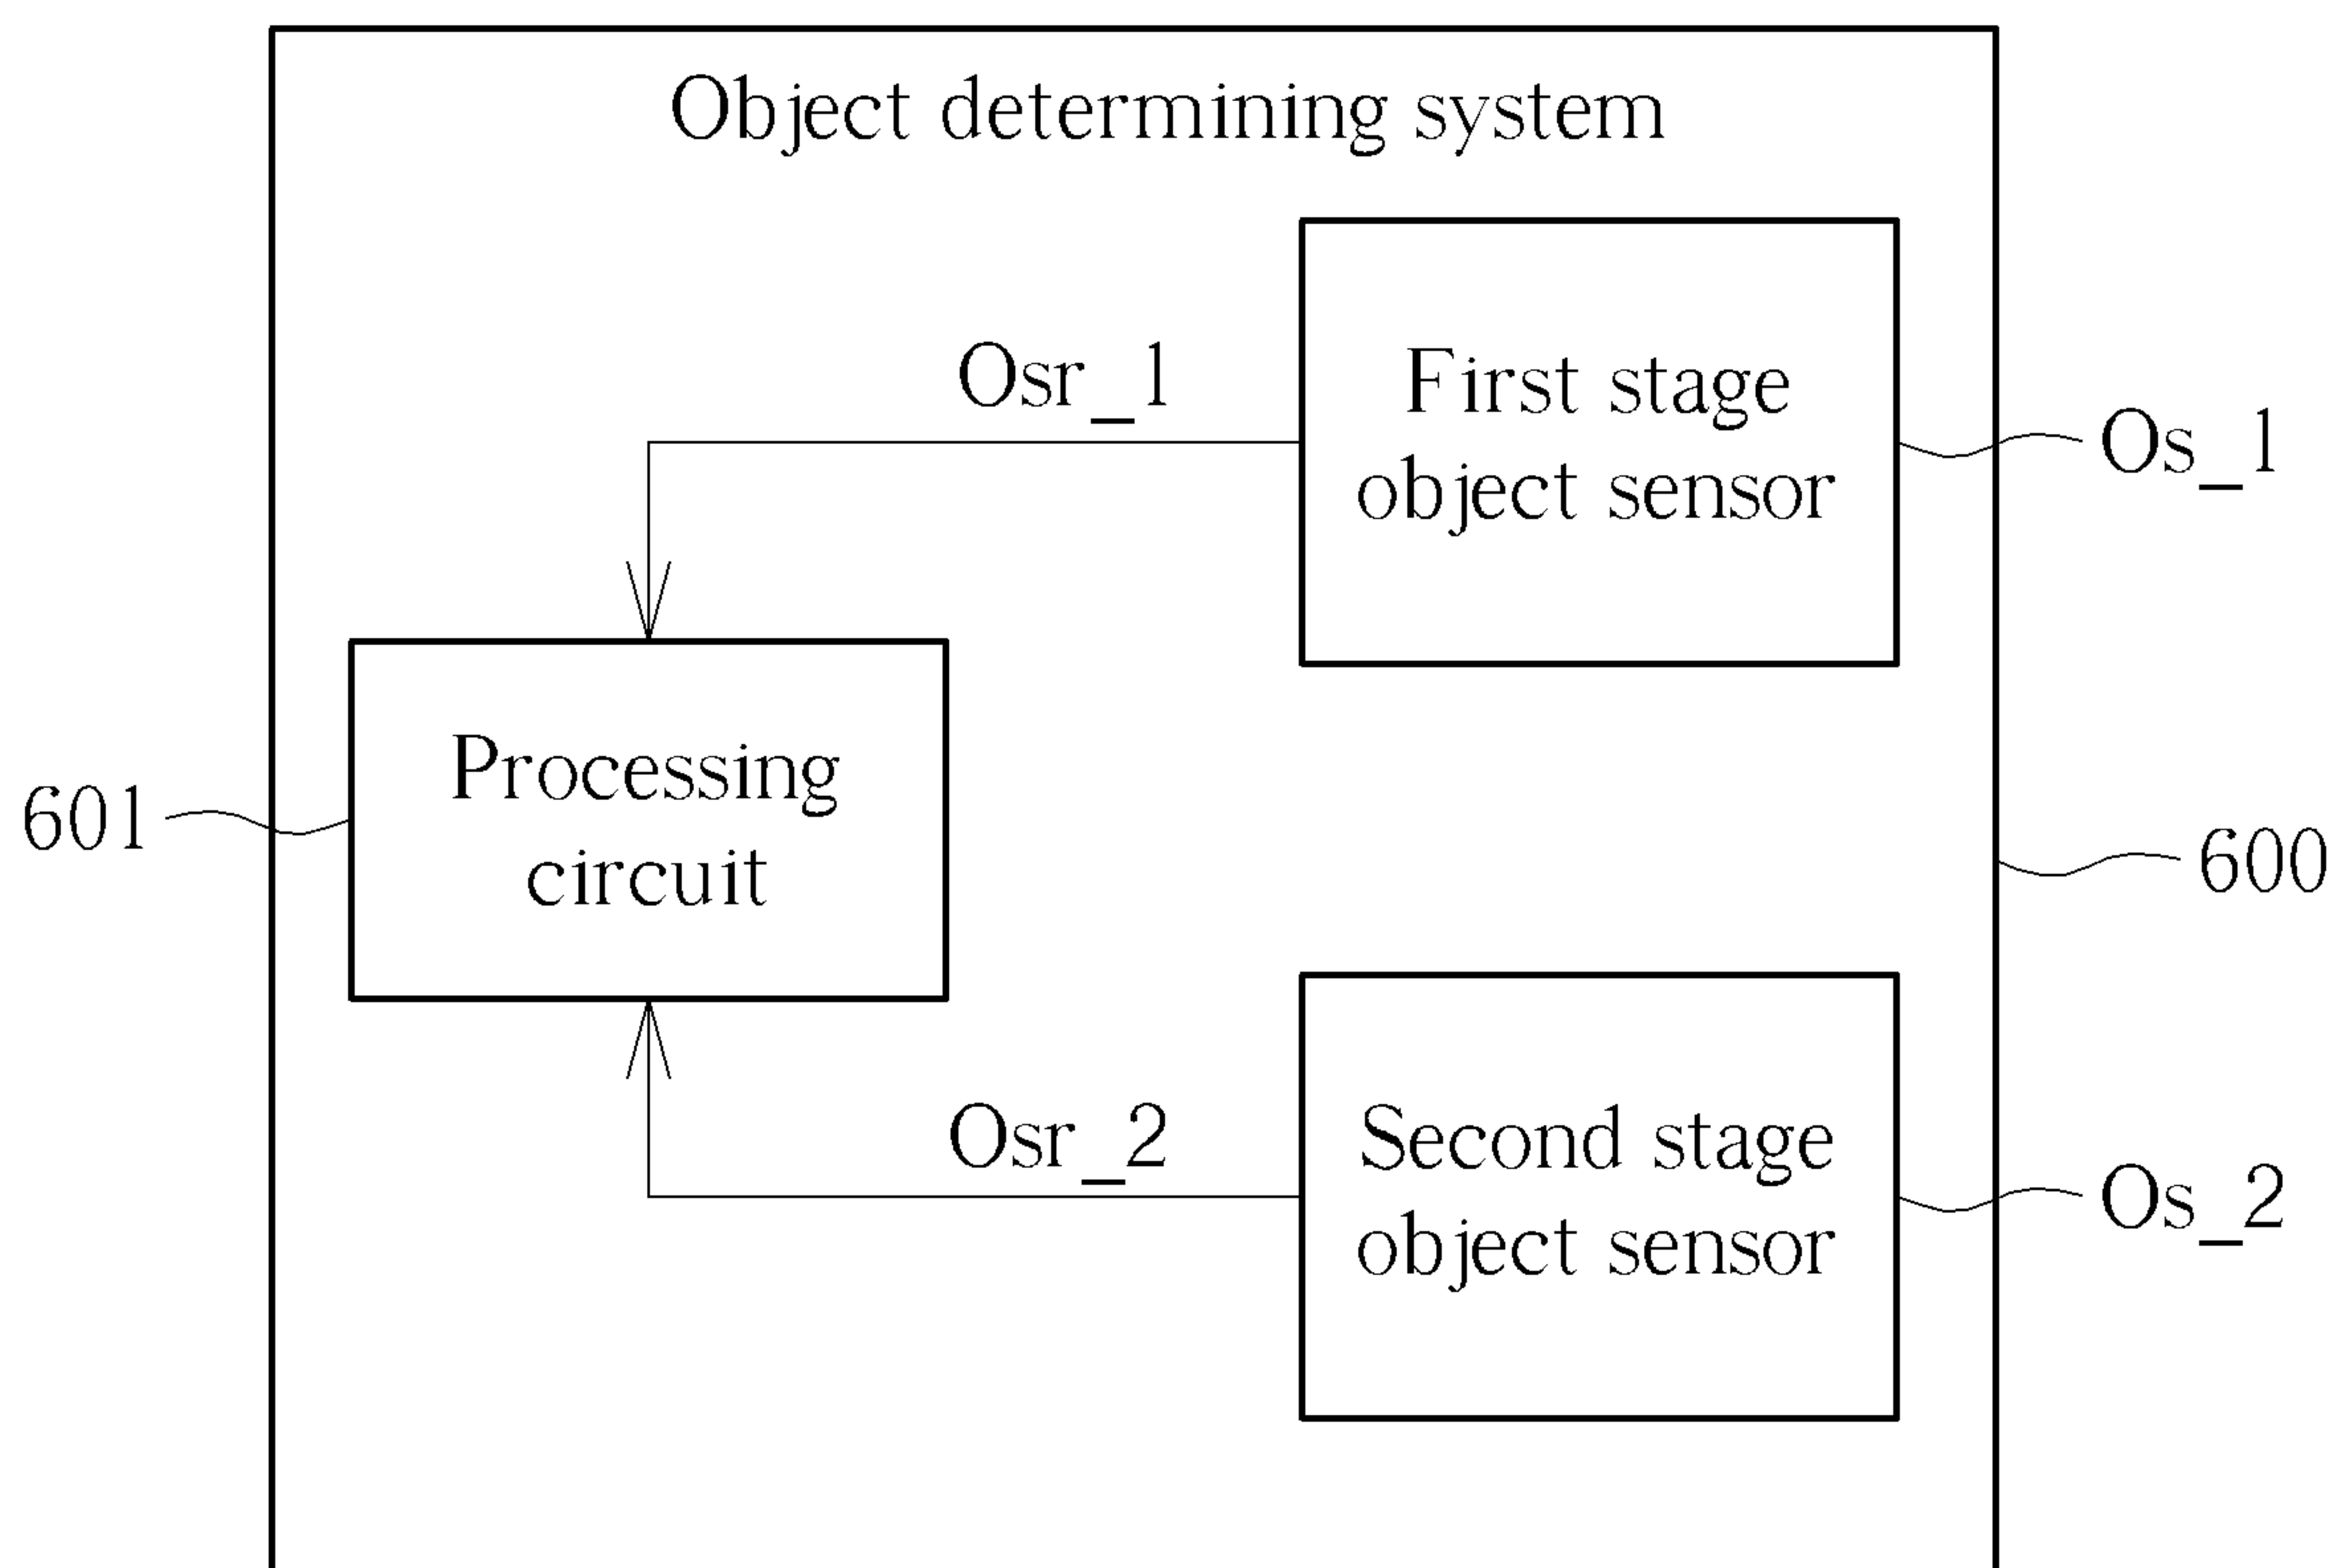 Object determining system
Osr_1
First stage
object sensor
Os_1
Processing
circuit
601
600
Osr_2
Second stage
object sensor
Os_2